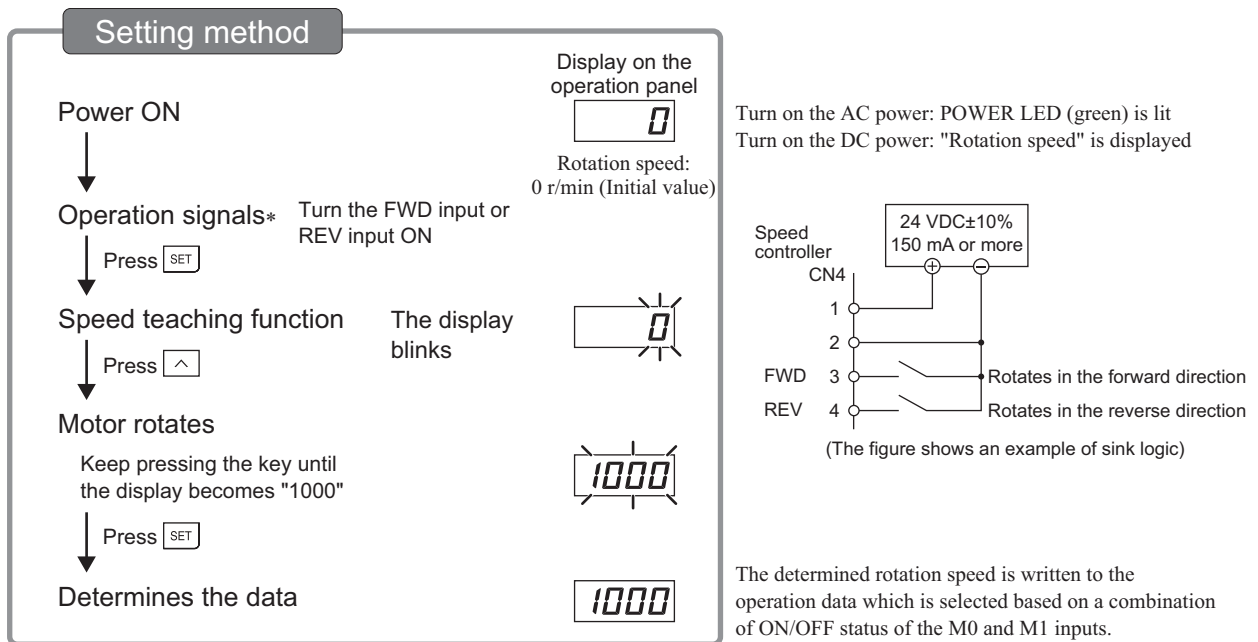 Setting method
Display on the
operation panel
Power ON
0
Rotation speed:
0 r/min (Initial value)
Turn on the AC power: POWER LED (green) is lit
Turn on the DC power: "Rotation speed" is displayed
Operation signals*
Turn the FWD input or
REV input ON
Press SET
Speed teaching function
The display
blinks
0
Press ^
Motor rotates
Keep pressing the key until
the display becomes "1000"
1000
Press SET
Determines the data
1000
Speed
controller
CN4
24 VDC±10%
150 mA or more
+ −
1
2
FWD 3 Rotates in the forward direction
REV 4 Rotates in the reverse direction
(The figure shows an example of sink logic)
The determined rotation speed is written to the
operation data which is selected based on a combination
of ON/OFF status of the M0 and M1 inputs.